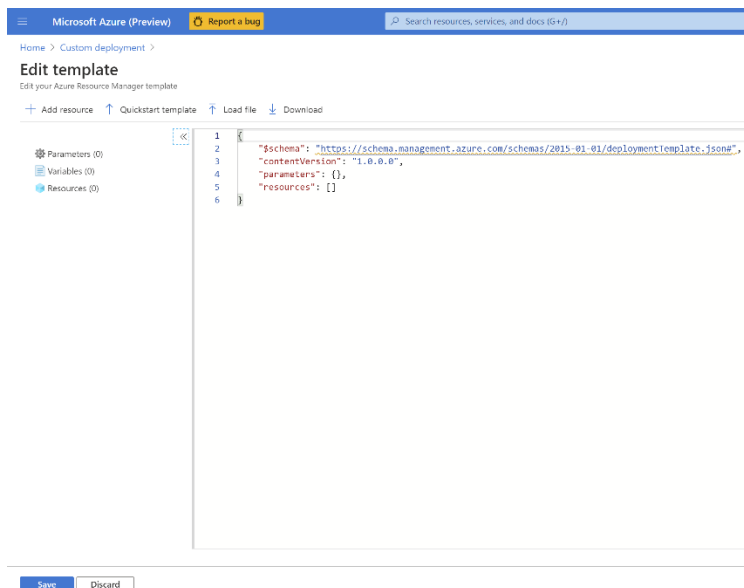 Microsoft Azure (Preview)
Report a bug
Search resources, services, and docs (G+/)
Home > Custom deployment >
Edit template
Edit your Azure Resource Manager template
Add resource
Quickstart template
Load file
Download
Parameters (0)
Variables (0)
Resources (0)
1 {
2 "$schema": "https://schema.management.azure.com/schemas/2015-01-01/deploymentTemplate.json#",
3 "contentVersion": "1.0.0.0",
4 "parameters": {},
5 "resources": []
6 }
Save
Discard